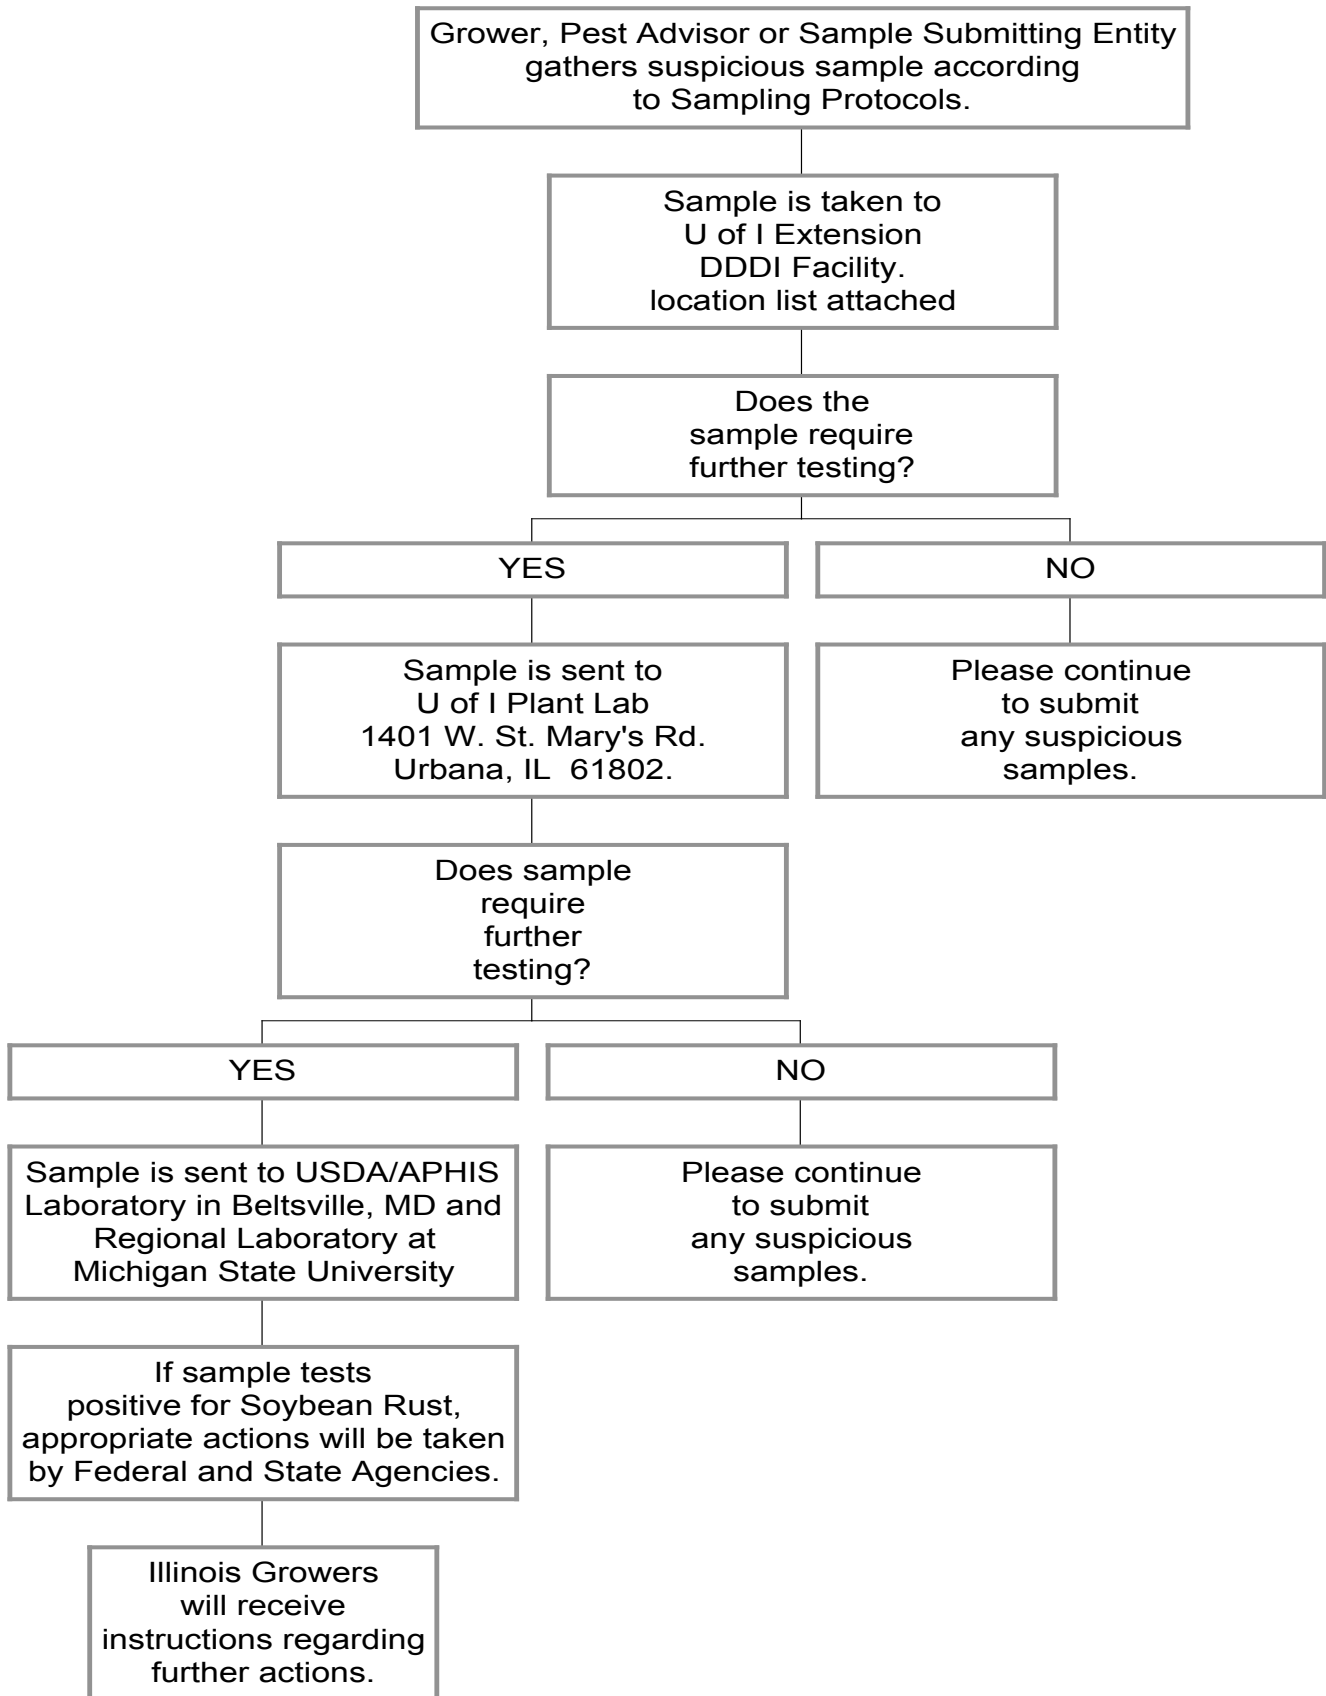 Grower, Pest Advisor or Sample Submitting Entity
gathers suspicious sample according
to Sampling Protocols.
Sample is taken to
U of I Extension
DDDI Facility.
location list attached
Does the
sample require
further testing?
YES
NO
Sample is sent to
U of I Plant Lab
1401 W. St. Mary's Rd.
Urbana, IL  61802.
Please continue
to submit
any suspicious
samples.
Does sample
require
further
testing?
YES
NO
Sample is sent to USDA/APHIS
Laboratory in Beltsville, MD and
Regional Laboratory at
Michigan State University
Please continue
to submit
any suspicious
samples.
If sample tests
positive for Soybean Rust,
appropriate actions will be taken
by Federal and State Agencies.
Illinois Growers
will receive
instructions regarding
further actions.